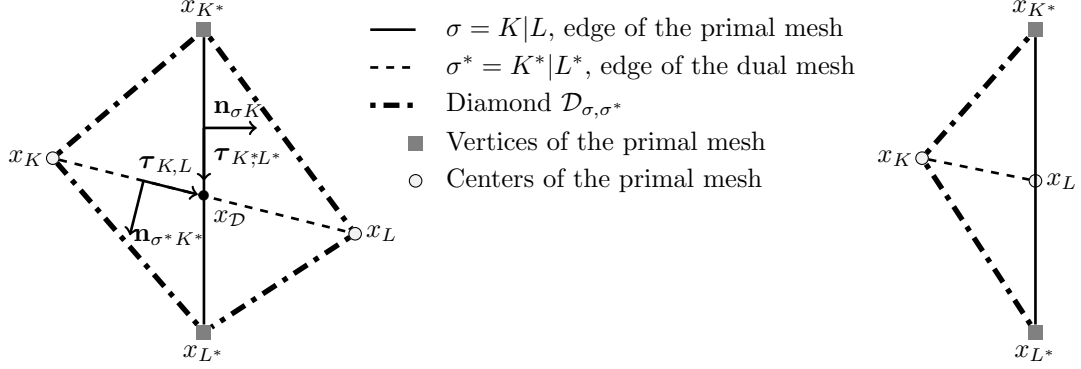 x_{K^*}
σ = K|L, edge of the primal mesh
σ^* = K^*|L^*, edge of the dual mesh
Diamond 𝒟_{σ,σ^*}
Vertices of the primal mesh
Centers of the primal mesh
n_{σK}
τ_{K^*,L^*}
x_K
τ_{K,L}
x_𝒟
n_{σ^*K^*}
x_L
x_{L^*}
x_{K^*}
x_K
x_L
x_{L^*}